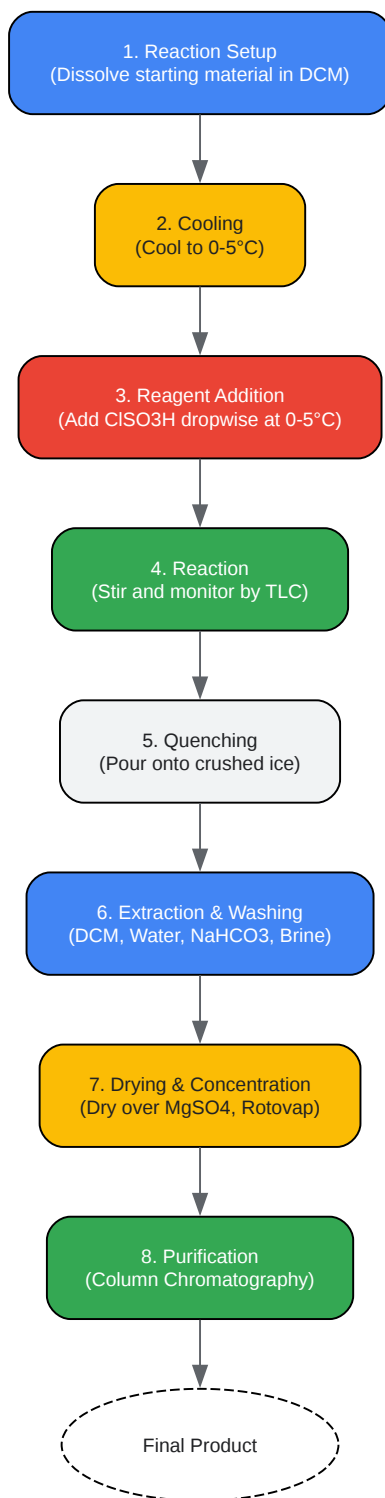 1. Reaction Setup
(Dissolve starting material in DCM)
2. Cooling
(Cool to 0-5°C)
3. Reagent Addition
(Add ClSO3H dropwise at 0-5°C)
4. Reaction
(Stir and monitor by TLC)
5. Quenching
(Pour onto crushed ice)
6. Extraction & Washing
(DCM, Water, NaHCO3, Brine)
7. Drying & Concentration
(Dry over MgSO4, Rotovap)
8. Purification
(Column Chromatography)
Final Product